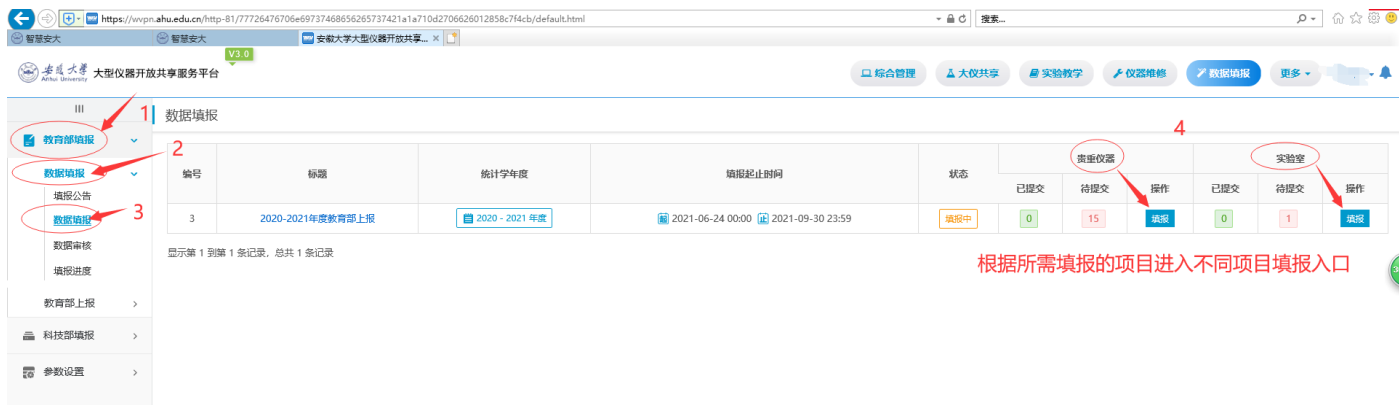 https://wvpn.ahu.edu.cn/http-81/77726476706e69737468656265737421a1a710d2706626012858c7f4cb/default.html
搜索...
智慧安大
智慧安大
安徽大学大型仪器开放共享...
V3.0
安徽大学 Anhui University 大型仪器开放共享服务平台
综合管理 大仪共享 实验教学 仪器维修 数据填报 更多
1 数据填报
教育部填报
数据填报
填报公告
数据填报
数据审核
填报进度
教育部上报
科技部填报
参数设置
2
3
4
编号 标题 统计学年度 填报起止时间 状态 贵重仪器 实验室
已提交 待提交 操作 已提交 待提交 操作
3 2020-2021年度教育部上报 2020 - 2021 年度 起 2021-06-24 00:00 止 2021-09-30 23:59 填报中 0 15 填报 0 1 填报
显示第 1 到第 1 条记录，总共 1 条记录
根据所需填报的项目进入不同项目填报入口